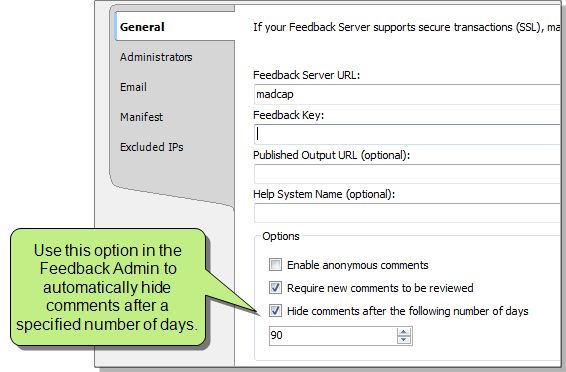 General
Administrators
Email
Manifest
Excluded IPs
If your Feedback Server supports secure transactions (SSL), ma
Feedback Server URL:
madcap
Feedback Key:
Published Output URL (optional):
Help System Name (optional):
Options
Enable anonymous comments
Require new comments to be reviewed
Hide comments after the following number of days
90
Use this option in the
Feedback Admin to
automatically hide
comments after a
specified number of days.